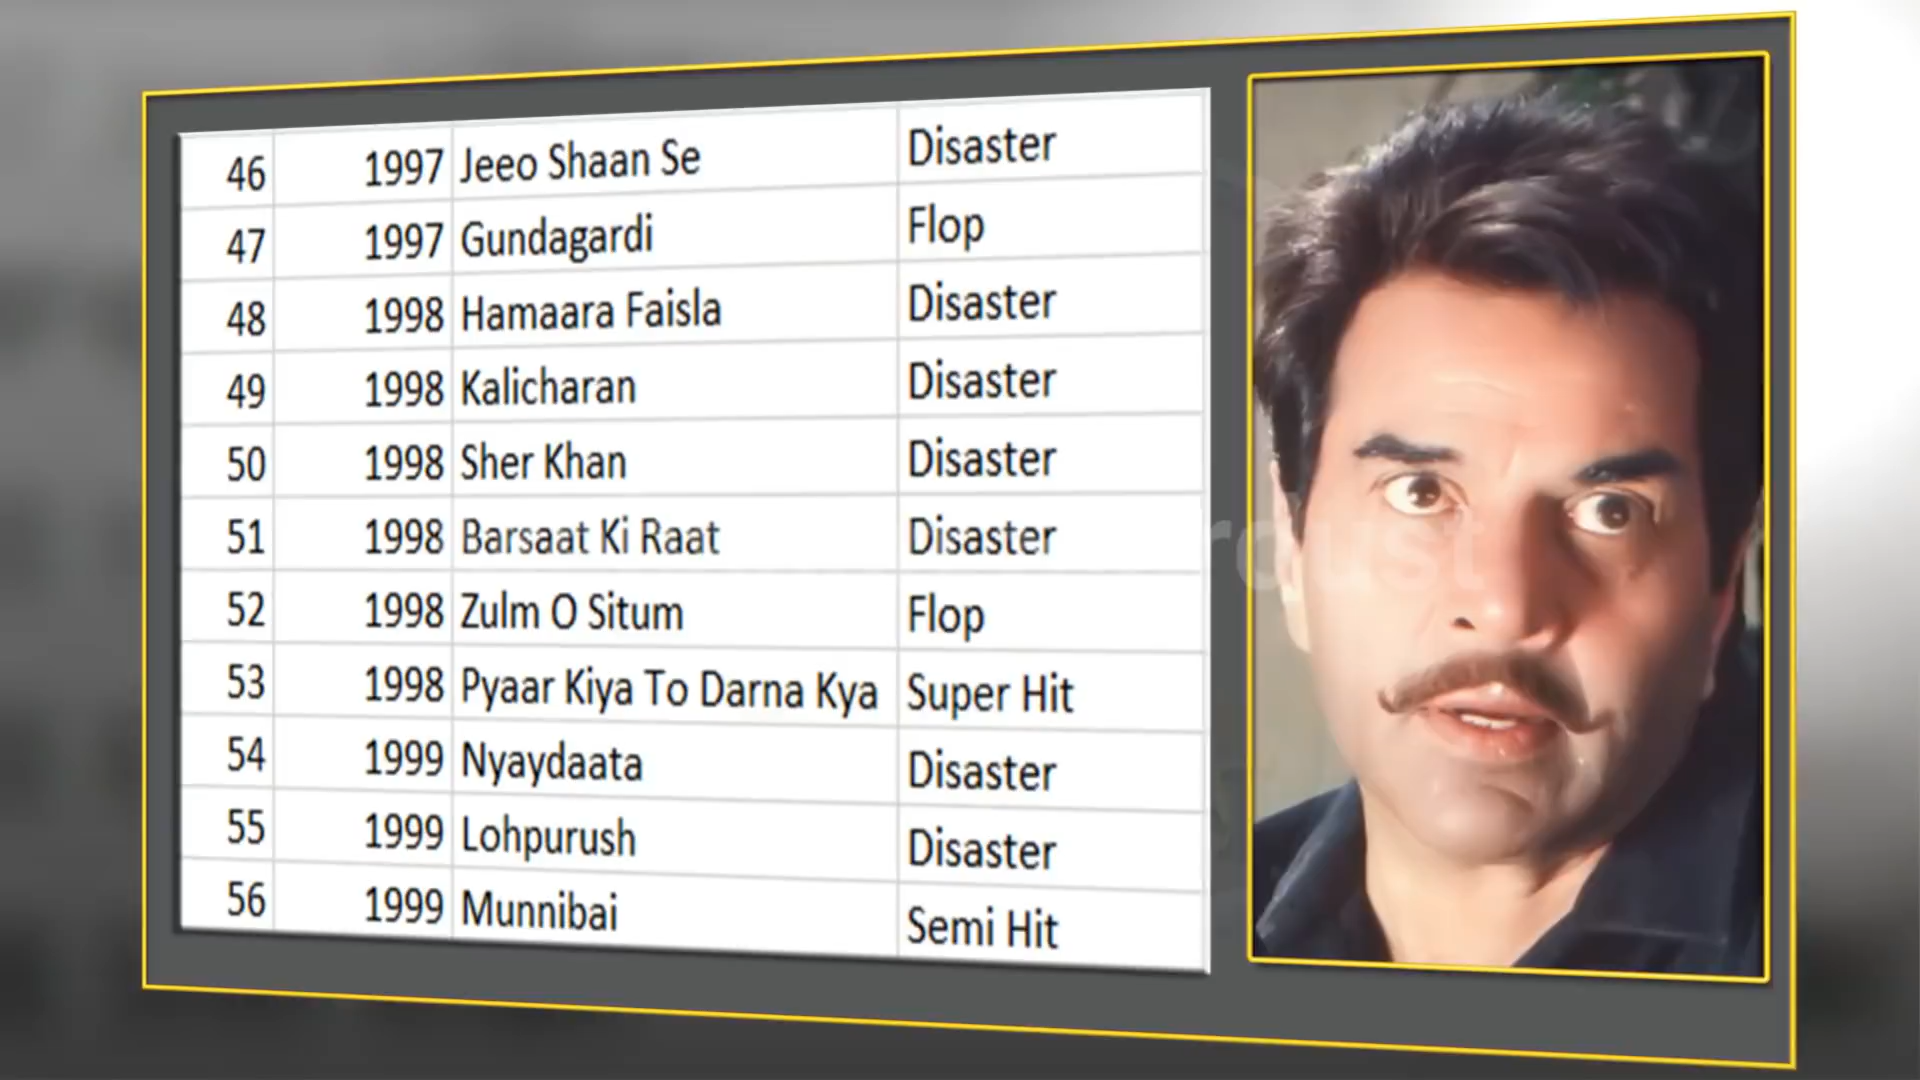 46 1997 Jeeo Shaan Se Disaster
47 1997 Gundagardi Flop
48 1998 Hamaara Faisla Disaster
49 1998 Kalicharan Disaster
50 1998 Sher Khan Disaster
51 1998 Barsaat Ki Raat Disaster
52 1998 Zulm O Situm Flop
53 1998 Pyaar Kiya To Darna Kya Super Hit
54 1999 Nyaydaata Disaster
55 1999 Lohpurush Disaster
56 1999 Munnibai Semi Hit